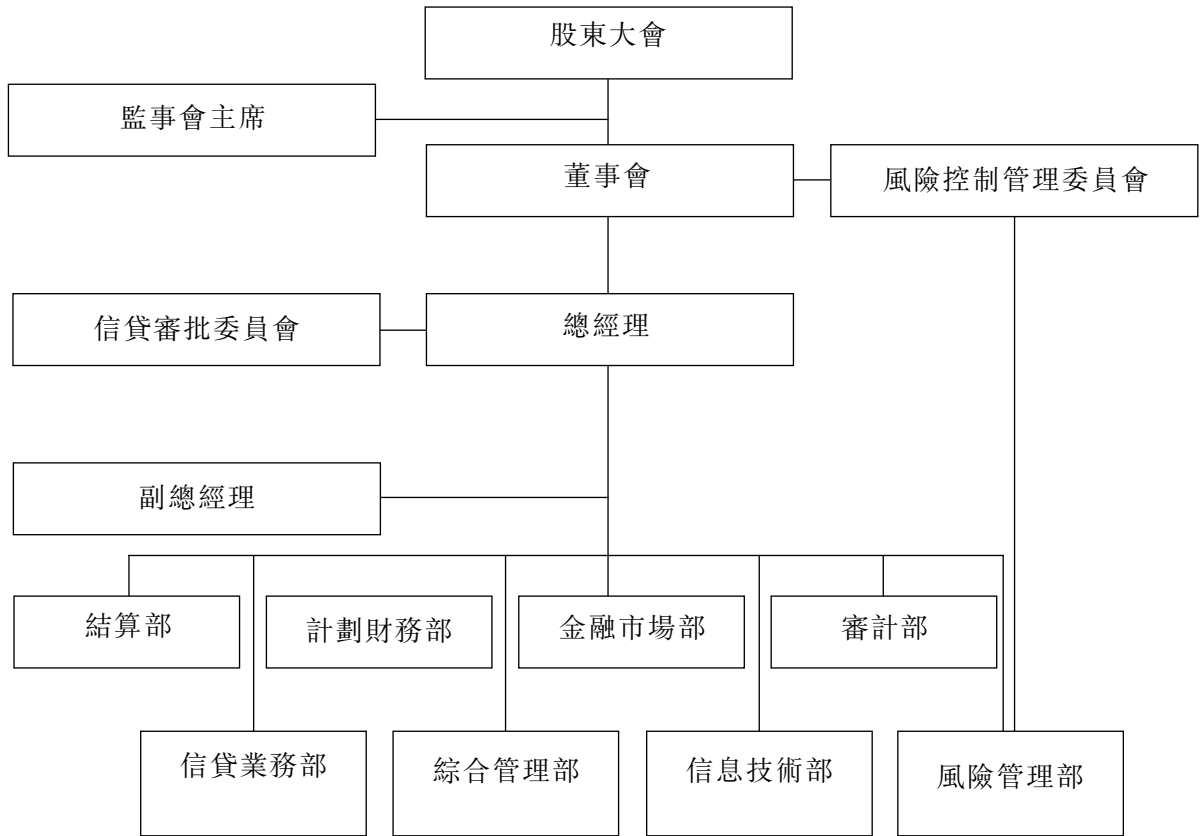 股東大會
監事會主席
董事會
風險控制管理委員會
信貸審批委員會
總經理
副總經理
結算部
計劃財務部
金融市場部
審計部
信貸業務部
綜合管理部
信息技術部
風險管理部